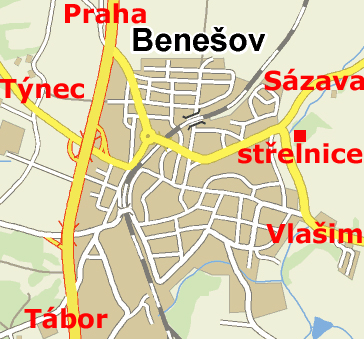 Praha
Benešov
Sázava
Týnec
střelnice
Vlašim
Tábor